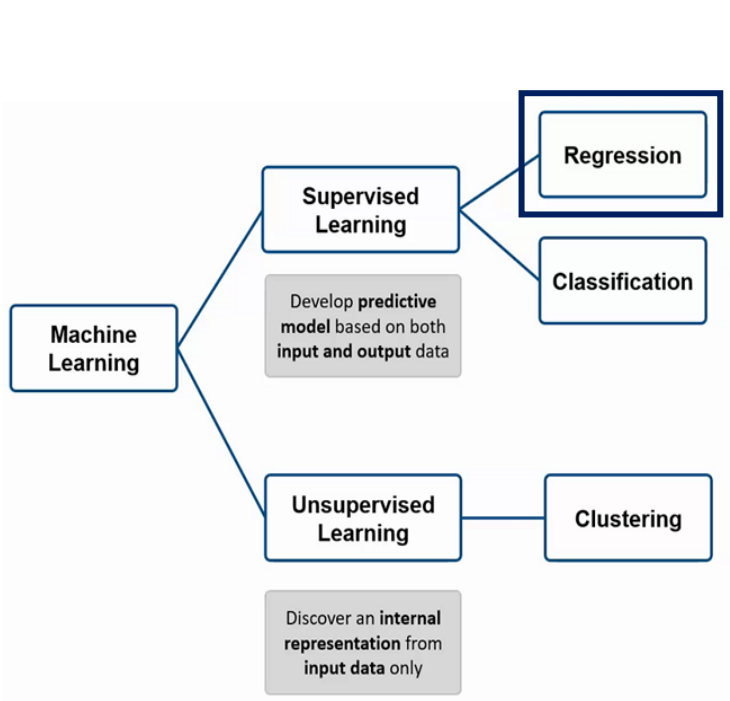 Regression
Supervised
Learning
Classification
Develop predictive
model based on both
input and output data
Machine
Learning
Unsupervised
Learning
Clustering
Discover an internal
representation from
input data only